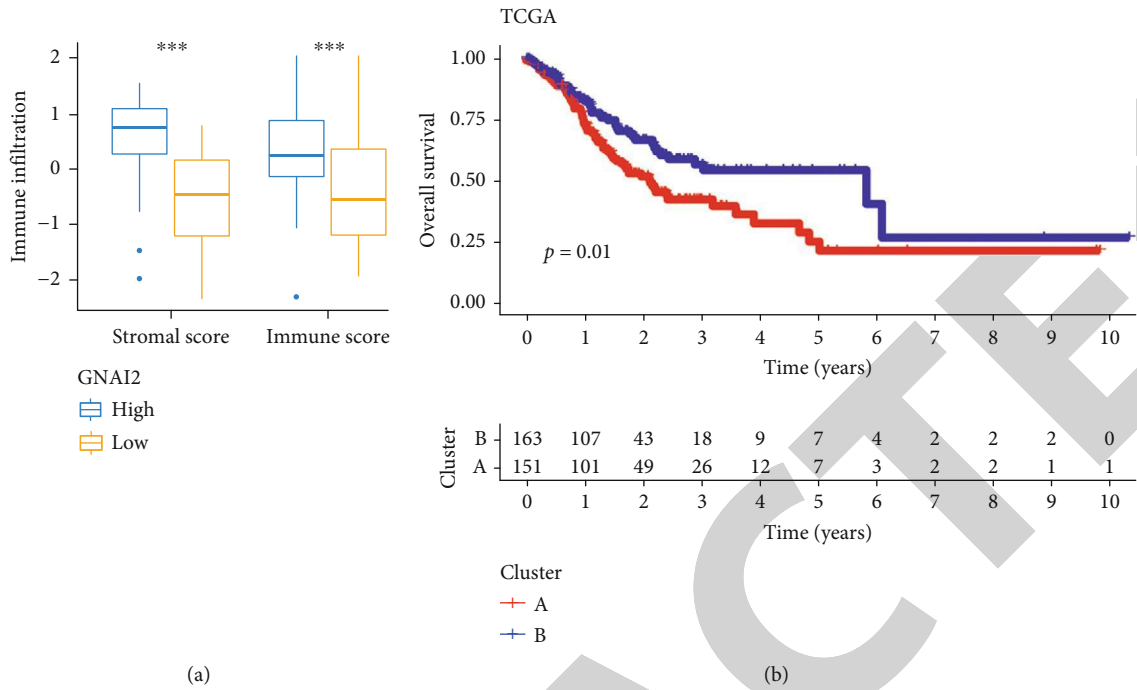 2
1
0
−1
−2
Immune infiltration
***
***
Stromal score
Immune score
GNAI2
High
Low
(a)
TCGA
1.00
0.75
0.50
0.25
0.00
Overall survival
p = 0.01
0 1 2 3 4 5 6 7 8 9 10
Time (years)
Cluster
B 163 107 43 18 9 7 4 2 2 2 0
A 151 101 49 26 12 7 3 2 2 1 1
0 1 2 3 4 5 6 7 8 9 10
Time (years)
Cluster
A
B
(b)